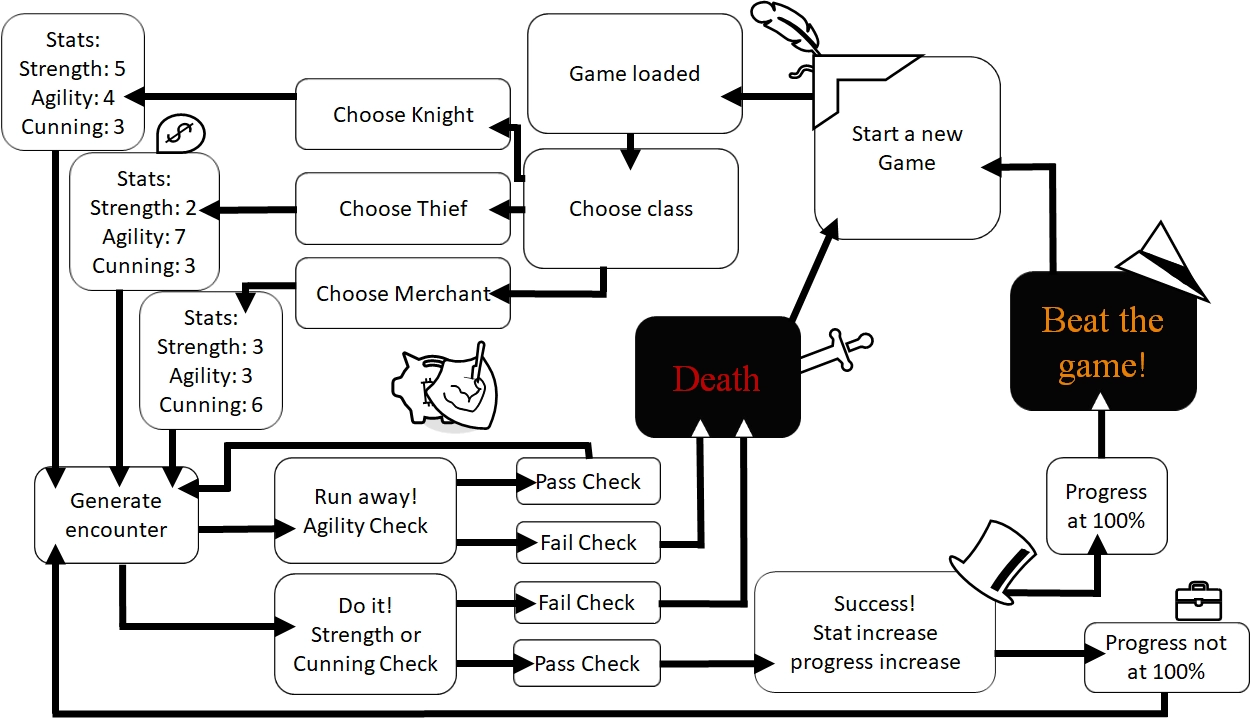 Stats:
Strength: 5
Agility: 4
Cunning: 3
Choose Knight
Game loaded
Start a new
Game
Stats:
Strength: 2
Agility: 7
Cunning: 3
Choose Thief
Choose class
Stats:
Strength: 3
Agility: 3
Cunning: 6
Choose Merchant
Death
Beat the
game!
Generate
encounter
Run away!
Agility Check
Pass Check
Fail Check
Do it!
Strength or
Cunning Check
Fail Check
Pass Check
Success!
Stat increase
progress increase
Progress
at 100%
Progress not
at 100%